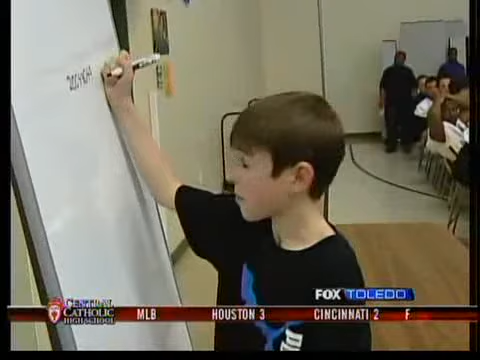 FOX TOLEDO
CENTRAL
CATHOLIC
HIGH SCHOOL
MLB HOUSTON 3 CINCINNATI 2 F